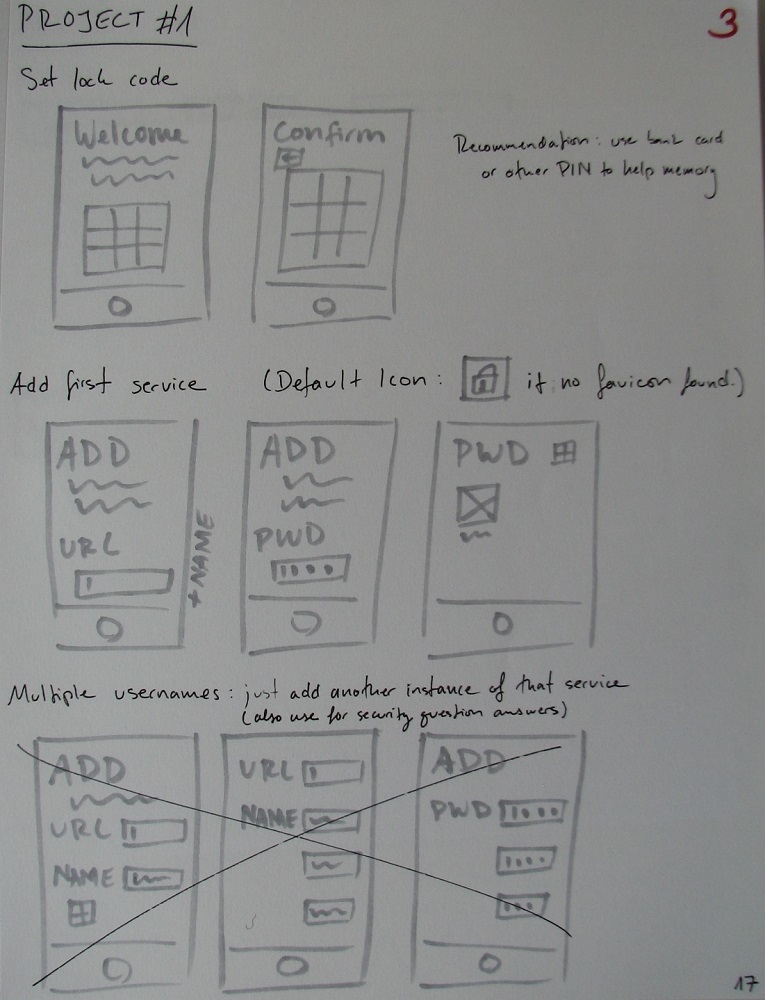 PROJECT #1
3
Set lock code
Welcome
Confirm
Recommendation: use bank card
or other PIN to help memory
Add first service
(Default Icon:
if no favicon found.)
ADD
URL
+ NAME
ADD
PWD
PWD
Multiple usernames: just add another instance of that service
(also use for security question answers)
ADD
URL
NAME
URL
NAME
ADD
PWD
17